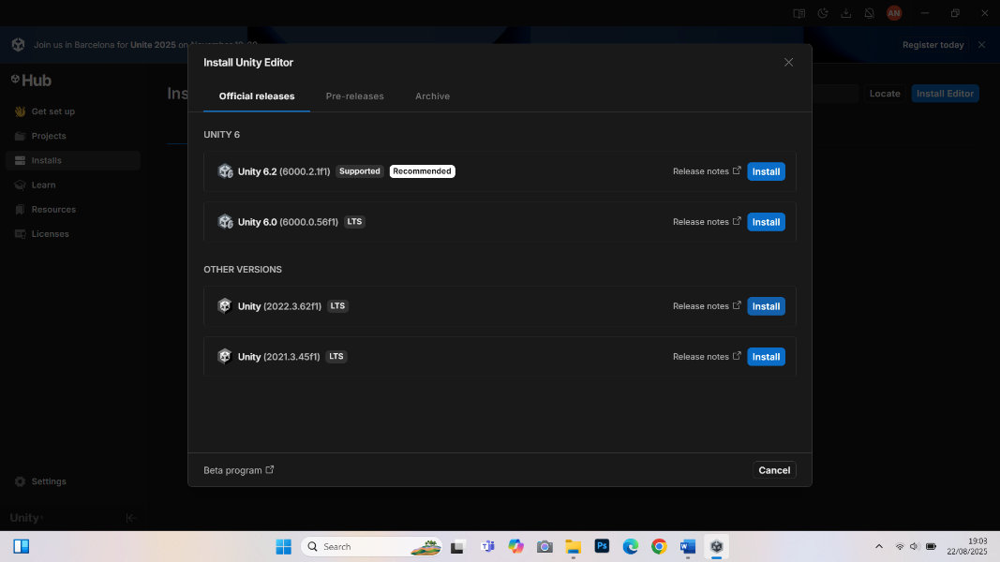 AN
Join us in Barcelona for Unite 2025 on November
Register today
Hub
Ins
Locate
Install Editor
Get set up
Projects
Installs
Learn
Resources
Licenses
Settings
Unity
Install Unity Editor
Official releases
Pre-releases
Archive
UNITY 6
Unity 6.2 (6000.2.1f1) Supported Recommended
Release notes Install
Unity 6.0 (6000.0.56f1) LTS
Release notes Install
OTHER VERSIONS
Unity (2022.3.62f1) LTS
Release notes Install
Unity (2021.3.45f1) LTS
Release notes Install
Beta program
Cancel
Search
Ps
19:03
22/08/2025